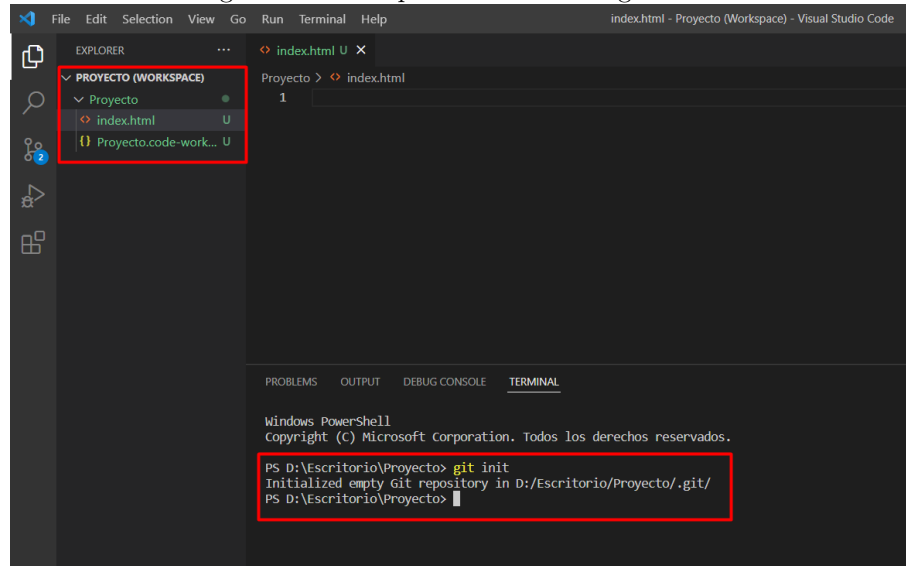 File Edit Selection View Go Run Terminal Help index.html - Proyecto (Workspace) - Visual Studio Code
EXPLORER ...
index.html U
PROYECTO (WORKSPACE)
Proyecto
index.html U
{} Proyecto.code-work... U
2
Proyecto > index.html
1
PROBLEMS OUTPUT DEBUG CONSOLE TERMINAL
Windows PowerShell
Copyright (C) Microsoft Corporation. Todos los derechos reservados.
PS D:\Escritorio\Proyecto> git init
Initialized empty Git repository in D:/Escritorio/Proyecto/.git/
PS D:\Escritorio\Proyecto>